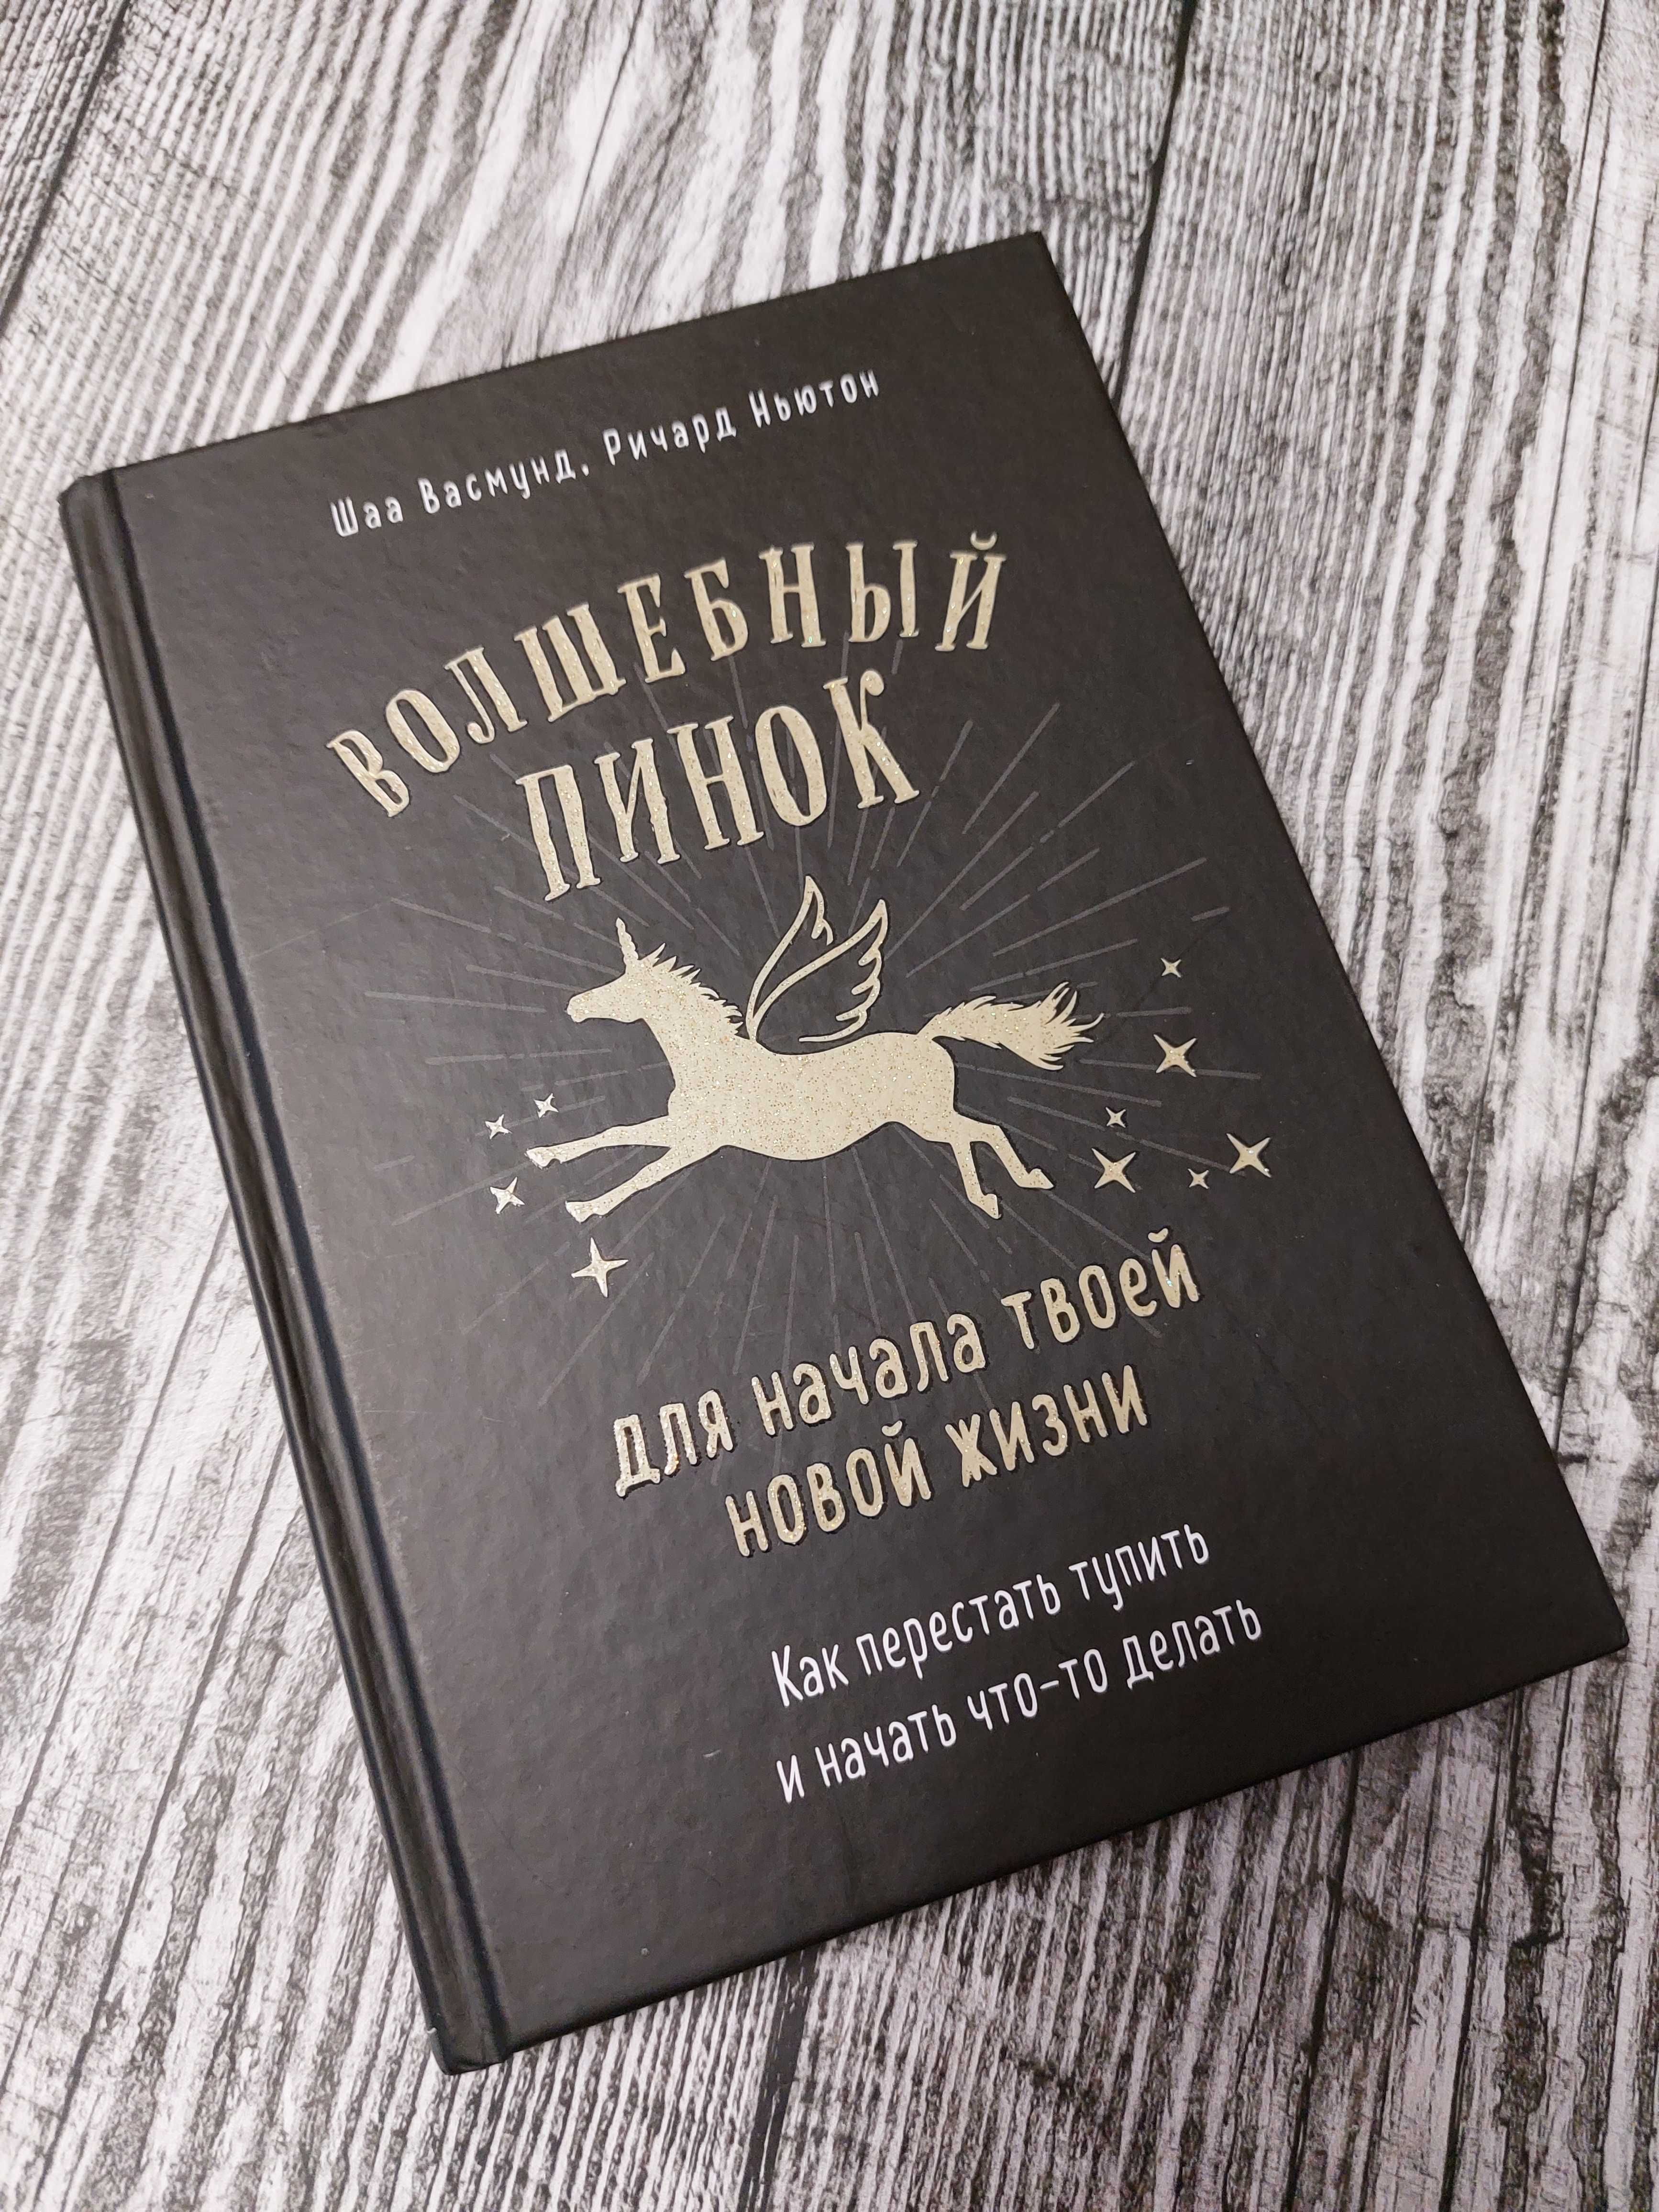 Шаа Васмунд, Ричард Ньютон
ВОЛШЕБНЫЙ
ПИНОК
для начала твоей
новой жизни
Как перестать тупить
и начать что-то делать